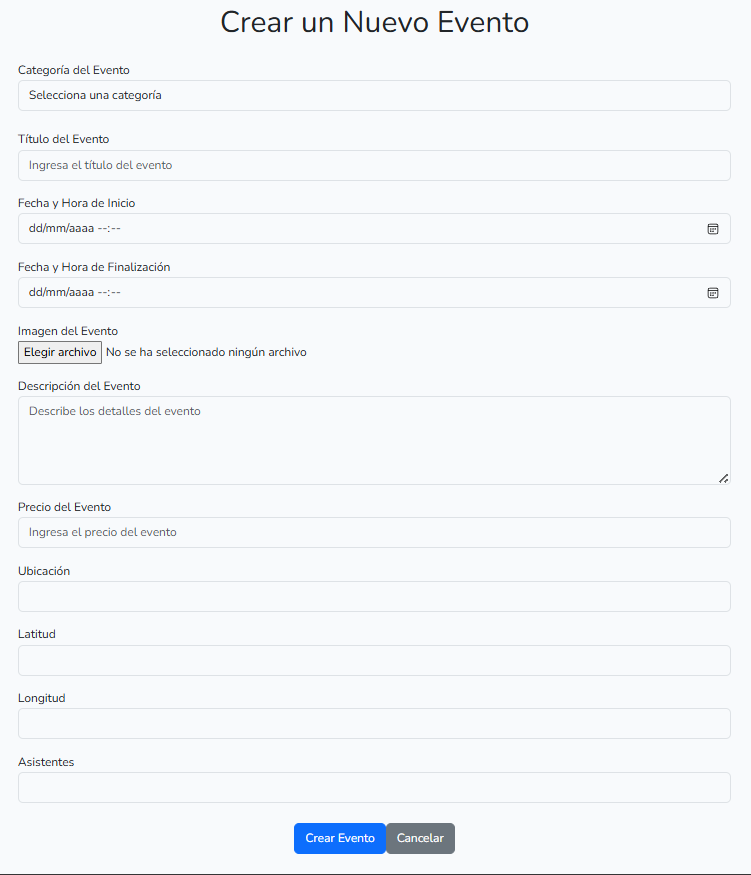 Crear un Nuevo Evento
Categoría del Evento
Selecciona una categoría
Título del Evento
Ingresa el título del evento
Fecha y Hora de Inicio
dd/mm/aaaa --:--
Fecha y Hora de Finalización
dd/mm/aaaa --:--
Imagen del Evento
Elegir archivo No se ha seleccionado ningún archivo
Descripción del Evento
Describe los detalles del evento
Precio del Evento
Ingresa el precio del evento
Ubicación
Latitud
Longitud
Asistentes
Crear Evento Cancelar